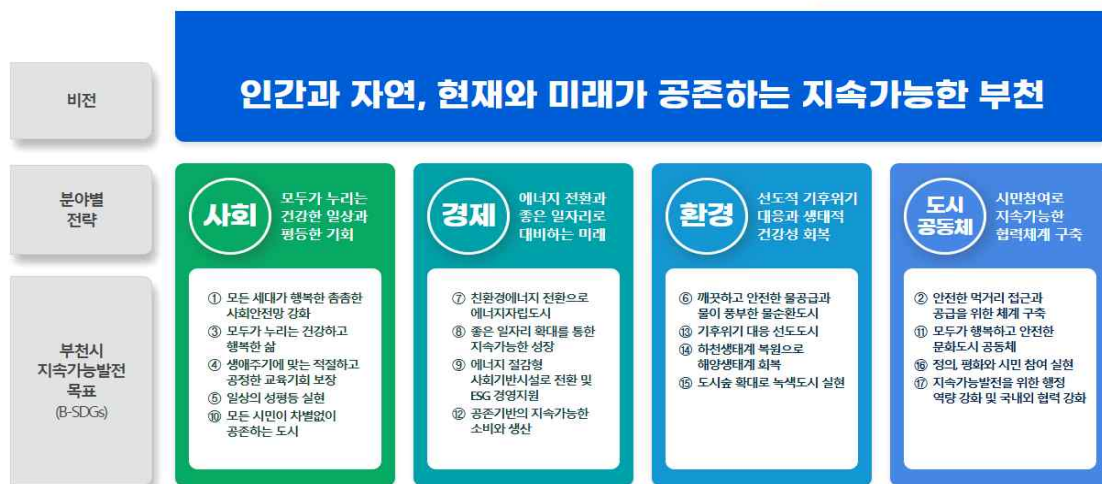 비전
인간과 자연, 현재와 미래가 공존하는 지속가능한 부천
분야별
전략
사회
모두가 누리는
건강한 일상과
평등한 기회
경제
에너지 전환과
좋은 일자리로
대비하는 미래
환경
선도적 기후위기
대응과 생태적
건강성 회복
도시
공동체
시민참여로
지속가능한
협력체계 구축
부천시
지속가능발전
목표
(B-SDGs)
① 모든 세대가 행복한 촘촘한
사회안전망 강화
③ 모두가 누리는 건강하고
행복한 삶
④ 생애주기에 맞는 적절하고
공정한 교육기회 보장
⑤ 일상의 성평등 실현
⑩ 모든 시민이 차별없이
공존하는 도시
⑦ 친환경에너지 전환으로
에너지자립도시
⑧ 좋은 일자리 확대를 통한
지속가능한 성장
⑨ 에너지 절감형
사회기반시설로 전환 및
ESG 경영지원
⑫ 공존기반의 지속가능한
소비와 생산
⑥ 깨끗하고 안전한 물공급과
물이 풍부한 물순환도시
⑬ 기후위기 대응 선도도시
⑭ 하천생태계 복원으로
해양생태계 회복
⑮ 도시숲 확대로 녹색도시 실현
② 안전한 먹거리 접근과
공급을 위한 체계 구축
⑪ 모두가 행복하고 안전한
문화도시 공동체
⑯ 정의, 평화와 시민 참여 실현
⑰ 지속가능발전을 위한 행정
역량 강화 및 국내외 협력 강화